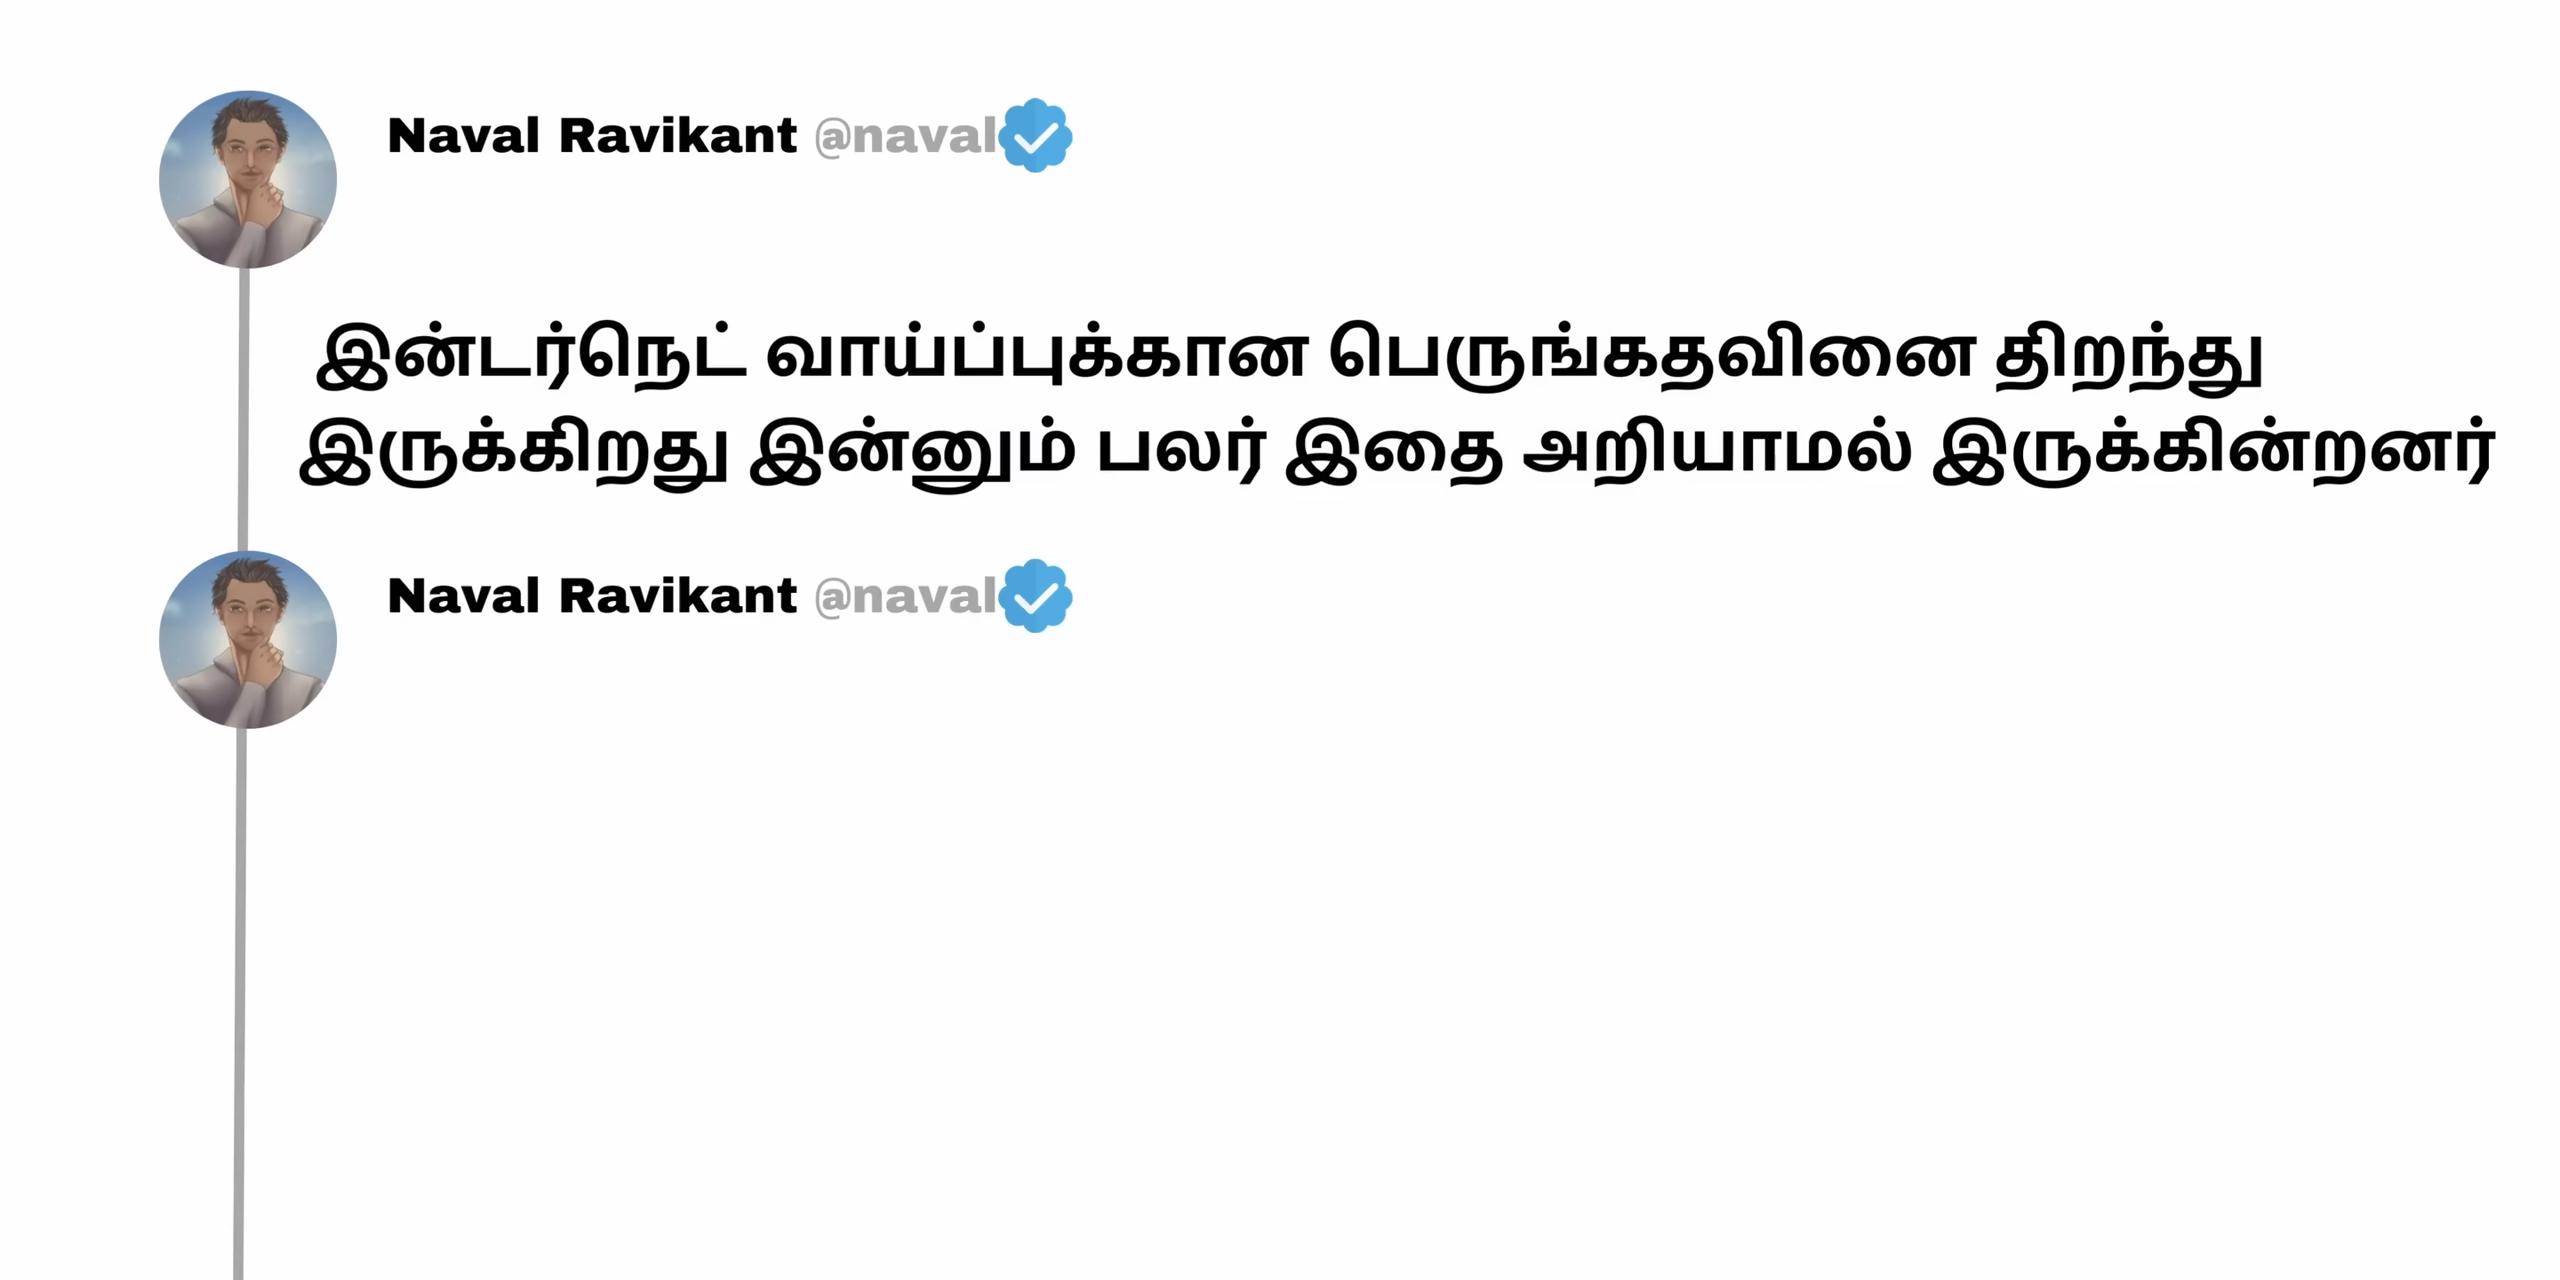 Naval Ravikant @naval
இன்டர்நெட் வாய்ப்புக்கான பெருங்கதவினை திறந்து
இருக்கிறது இன்னும் பலர் இதை அறியாமல் இருக்கின்றனர்
Naval Ravikant @naval